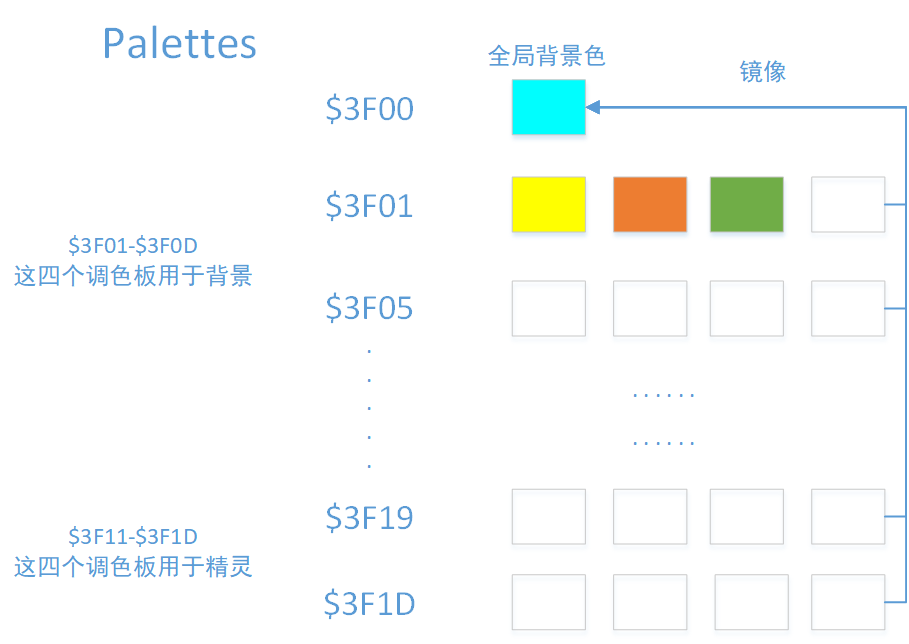 Palettes
全局背景色
镜像
$3F00
$3F01
$3F01-$3F0D
这四个调色板用于背景
$3F05
......
......
$3F19
$3F11-$3F1D
这四个调色板用于精灵
$3F1D